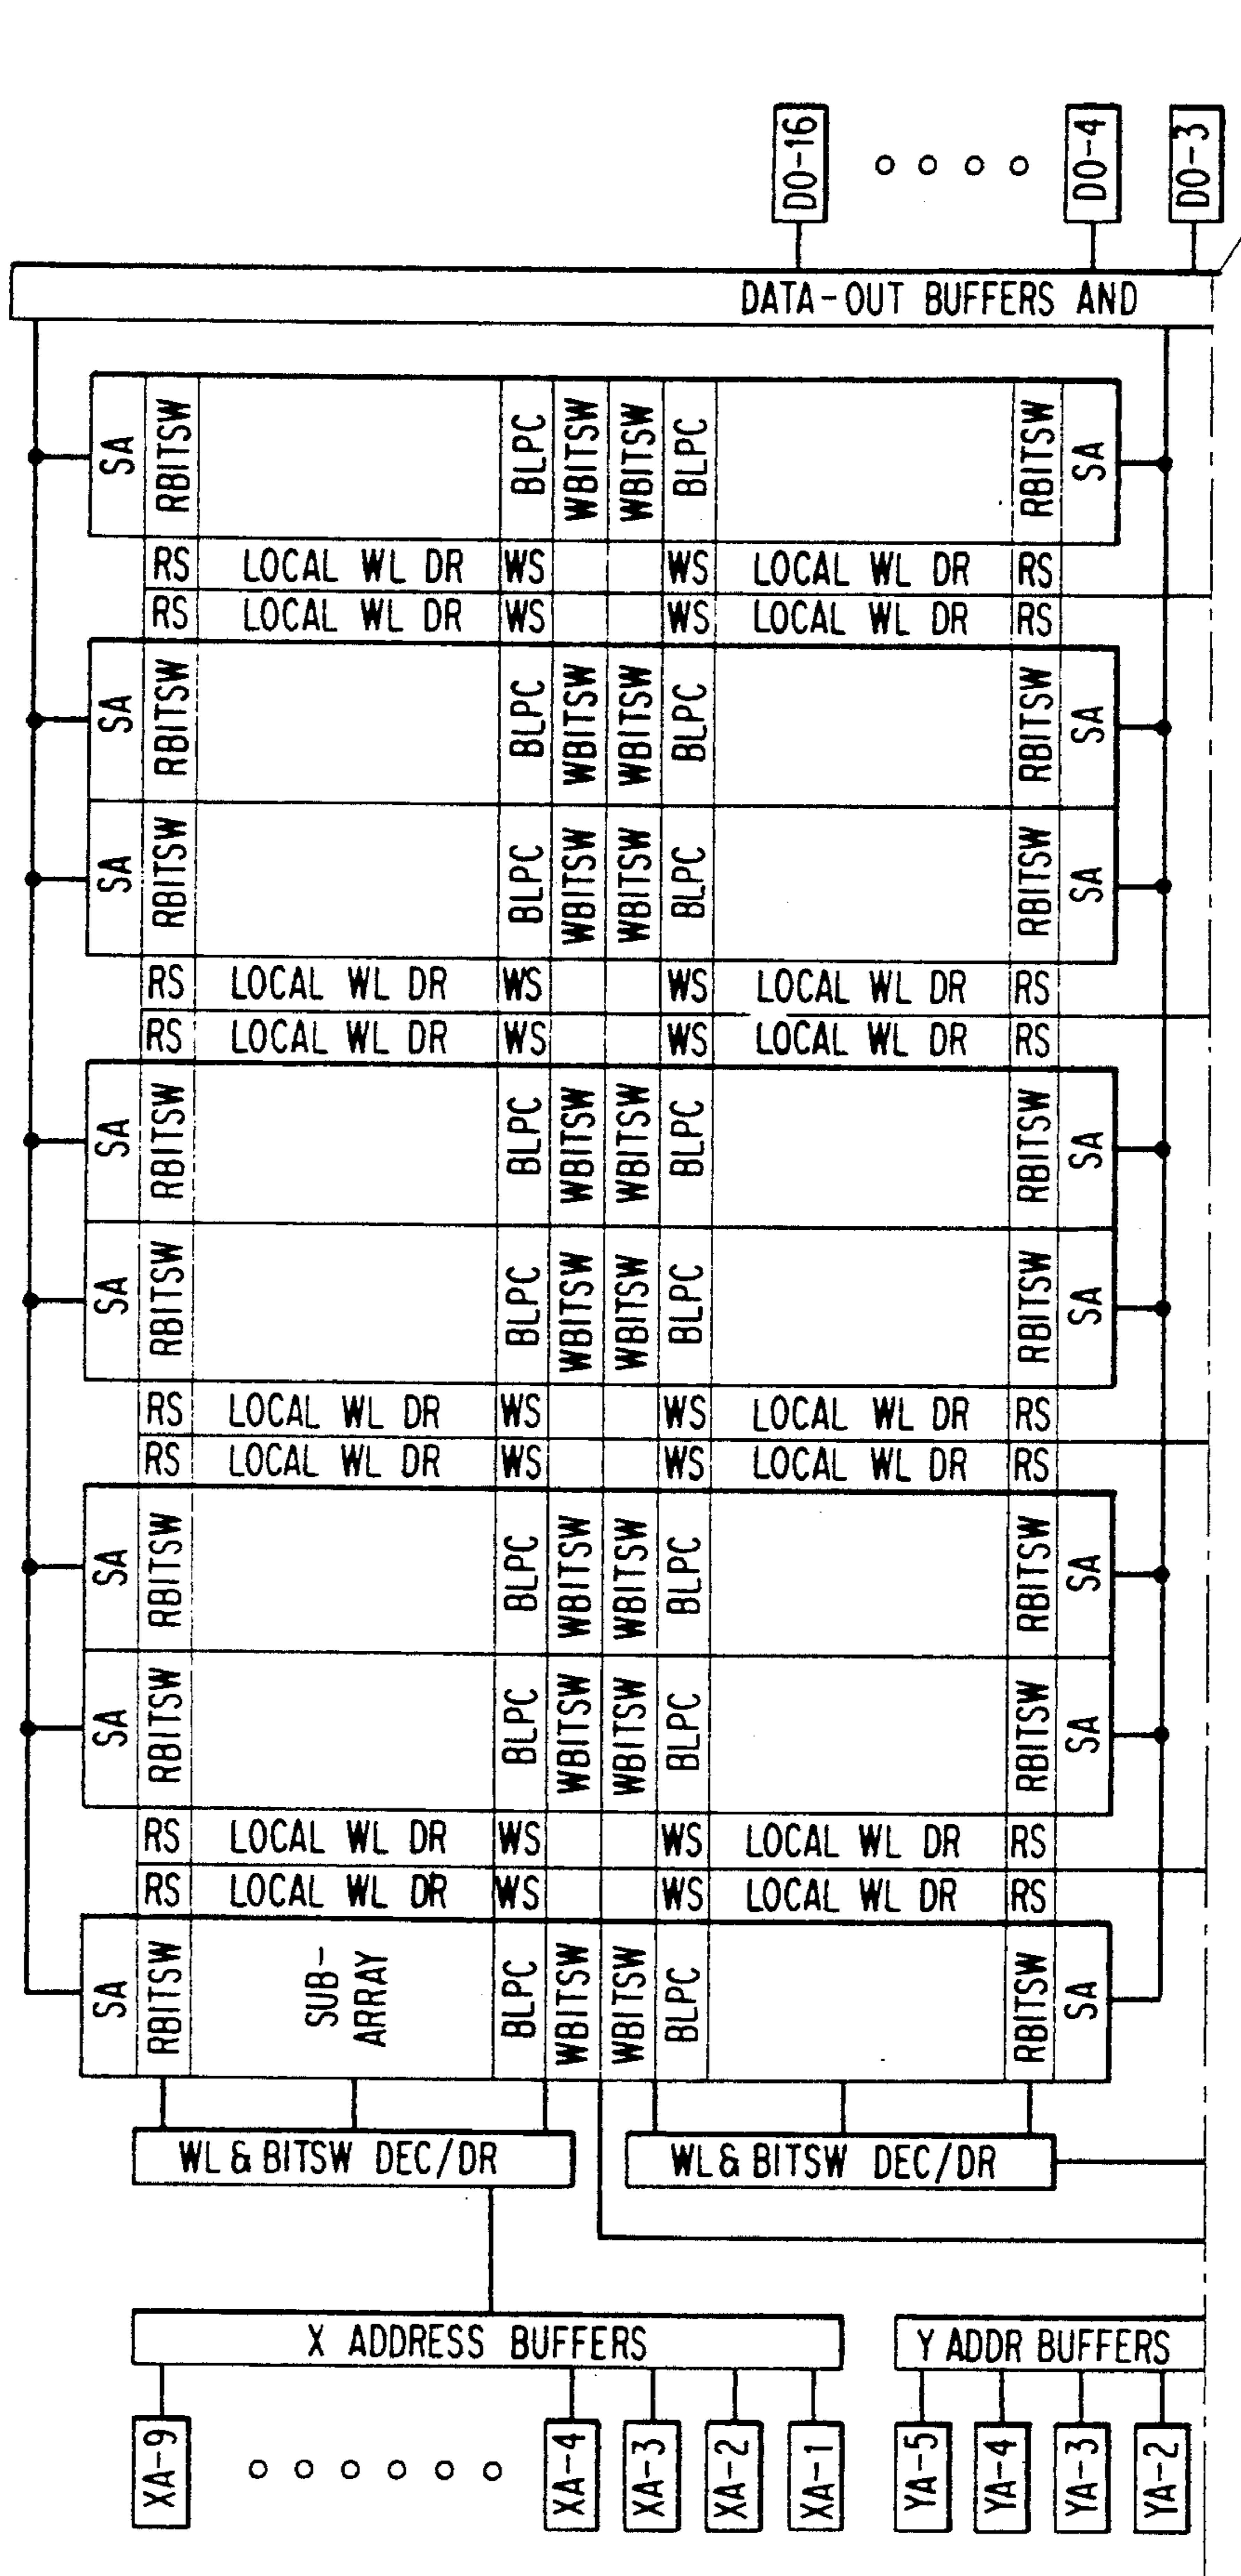 DO-16
DO-4
DO-3
DATA-OUT BUFFERS AND
SA
RBITSW
BLPC
WBITSW
WBITSW
BLPC
RBITSW
SA
RS LOCAL WL DR WS WS LOCAL WL DR RS
RS LOCAL WL DR WS WS LOCAL WL DR RS
SA
RBITSW
BLPC
WBITSW
WBITSW
BLPC
RBITSW
SA
SA
RBITSW
BLPC
WBITSW
WBITSW
BLPC
RBITSW
SA
RS LOCAL WL DR WS WS LOCAL WL DR RS
RS LOCAL WL DR WS WS LOCAL WL DR RS
SA
RBITSW
BLPC
WBITSW
WBITSW
BLPC
RBITSW
SA
SA
RBITSW
BLPC
WBITSW
WBITSW
BLPC
RBITSW
SA
RS LOCAL WL DR WS WS LOCAL WL DR RS
RS LOCAL WL DR WS WS LOCAL WL DR RS
SA
RBITSW
BLPC
WBITSW
WBITSW
BLPC
RBITSW
SA
SA
RBITSW
BLPC
WBITSW
WBITSW
BLPC
RBITSW
SA
RS LOCAL WL DR WS WS LOCAL WL DR RS
RS LOCAL WL DR WS WS LOCAL WL DR RS
SA
RBITSW
SUB-
ARRAY
BLPC
WBITSW
WBITSW
BLPC
RBITSW
SA
WL & BITSW DEC/DR
WL & BITSW DEC/DR
X ADDRESS BUFFERS
Y ADDR BUFFERS
XA-9
XA-4
XA-3
XA-2
XA-1
YA-5
YA-4
YA-3
YA-2